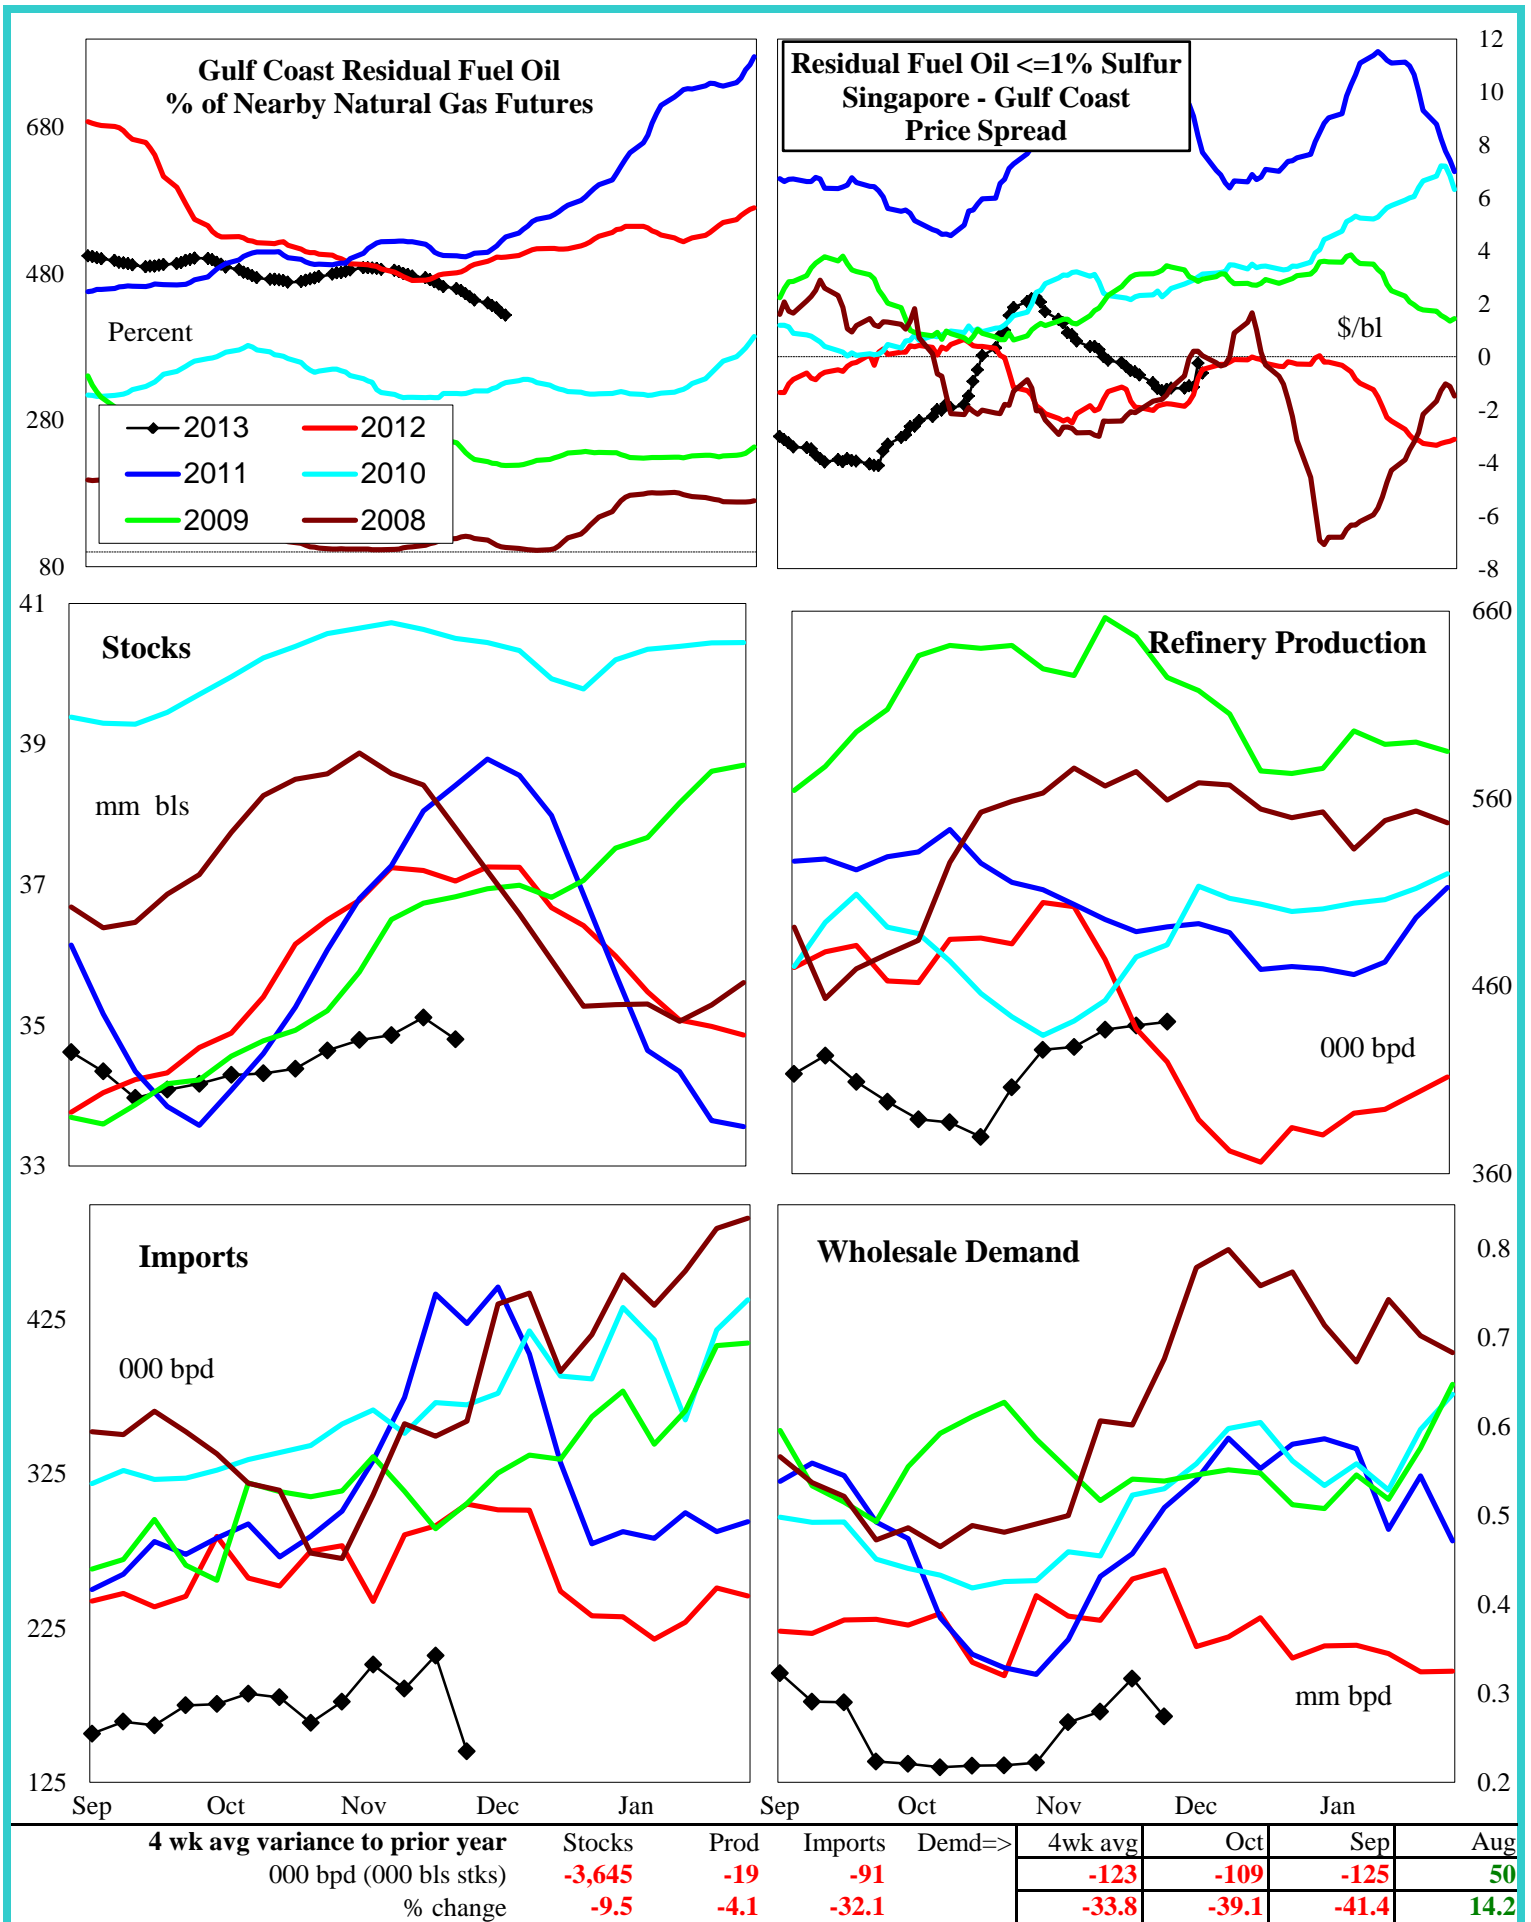 Gulf Coast Residual Fuel Oil
% of Nearby Natural Gas Futures
680
480
280
80
Percent
2013
2012
2011
2010
2009
2008
Residual Fuel Oil <=1% Sulfur
Singapore - Gulf Coast
Price Spread
12
10
8
6
4
2
0
-2
-4
-6
-8
$/bl
Stocks
mm bls
41
39
37
35
33
Refinery Production
000 bpd
660
560
460
360
Imports
000 bpd
425
325
225
125
Sep Oct Nov Dec Jan
Wholesale Demand
mm bpd
0.8
0.7
0.6
0.5
0.4
0.3
0.2
Sep Oct Nov Dec Jan
4 wk avg variance to prior year Stocks Prod Imports Demd=> 4wk avg Oct Sep Aug
000 bpd (000 bls stks) -3,645 -19 -91 -123 -109 -125 50
% change -9.5 -4.1 -32.1 -33.8 -39.1 -41.4 14.2